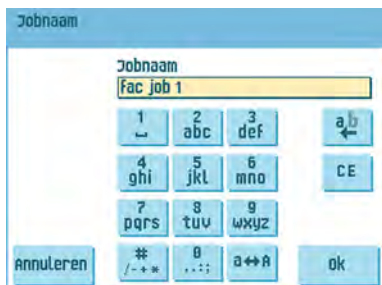 Jobnaam
Jobnaam
Fac job 1
1 2 3
abc def ab
4 5 6
ghi jkl mno CE
7 8 9
pqrs tuv wxyz
# 0
Annuleren /-+* .,:; a↔A Ok